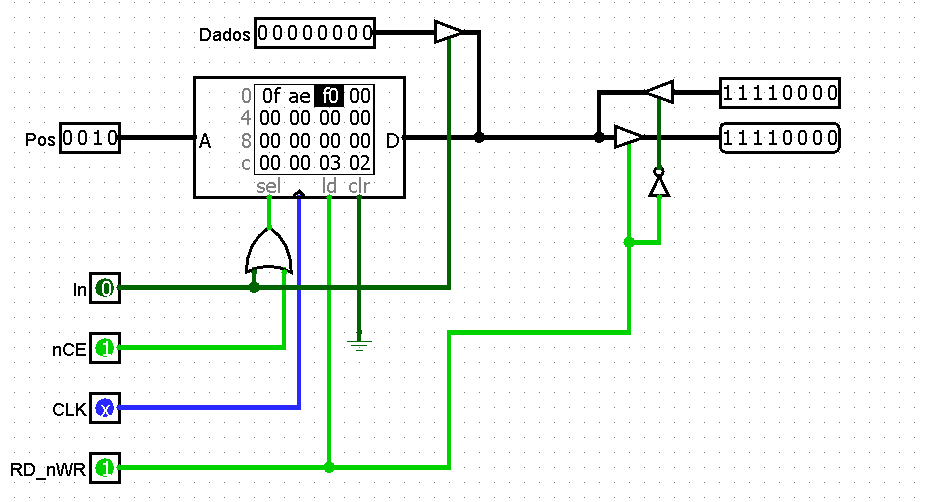 Dados 00000000
0 0f ae f0 00
4 00 00 00 00
8 00 00 00 00
c 00 00 03 02
A
D
sel ld clr
Pos 0010
11110000
11110000
In 0
nCE 1
CLK x
RD_nWR 1